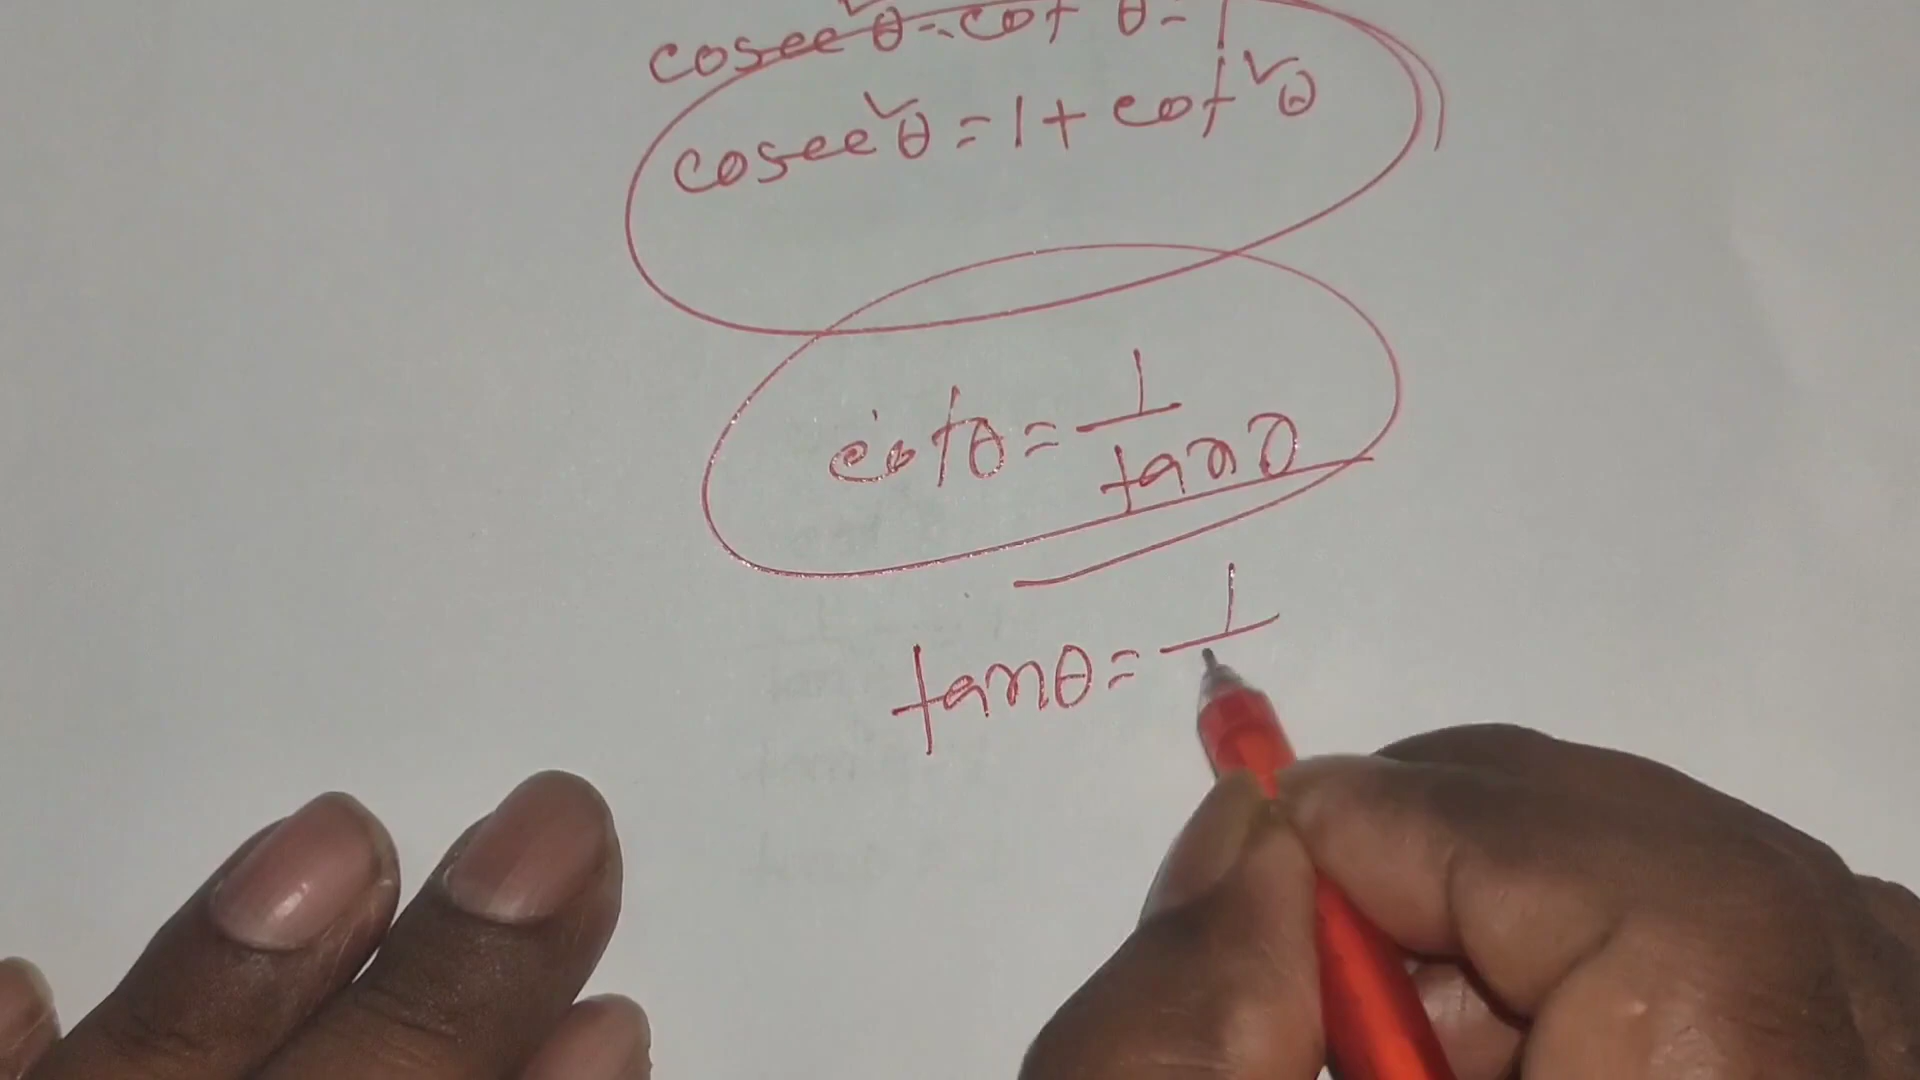 cosec²θ - cot²θ = 1
cosec²θ = 1 + cot²θ
cotθ = 1/tanθ
tanθ = 1/